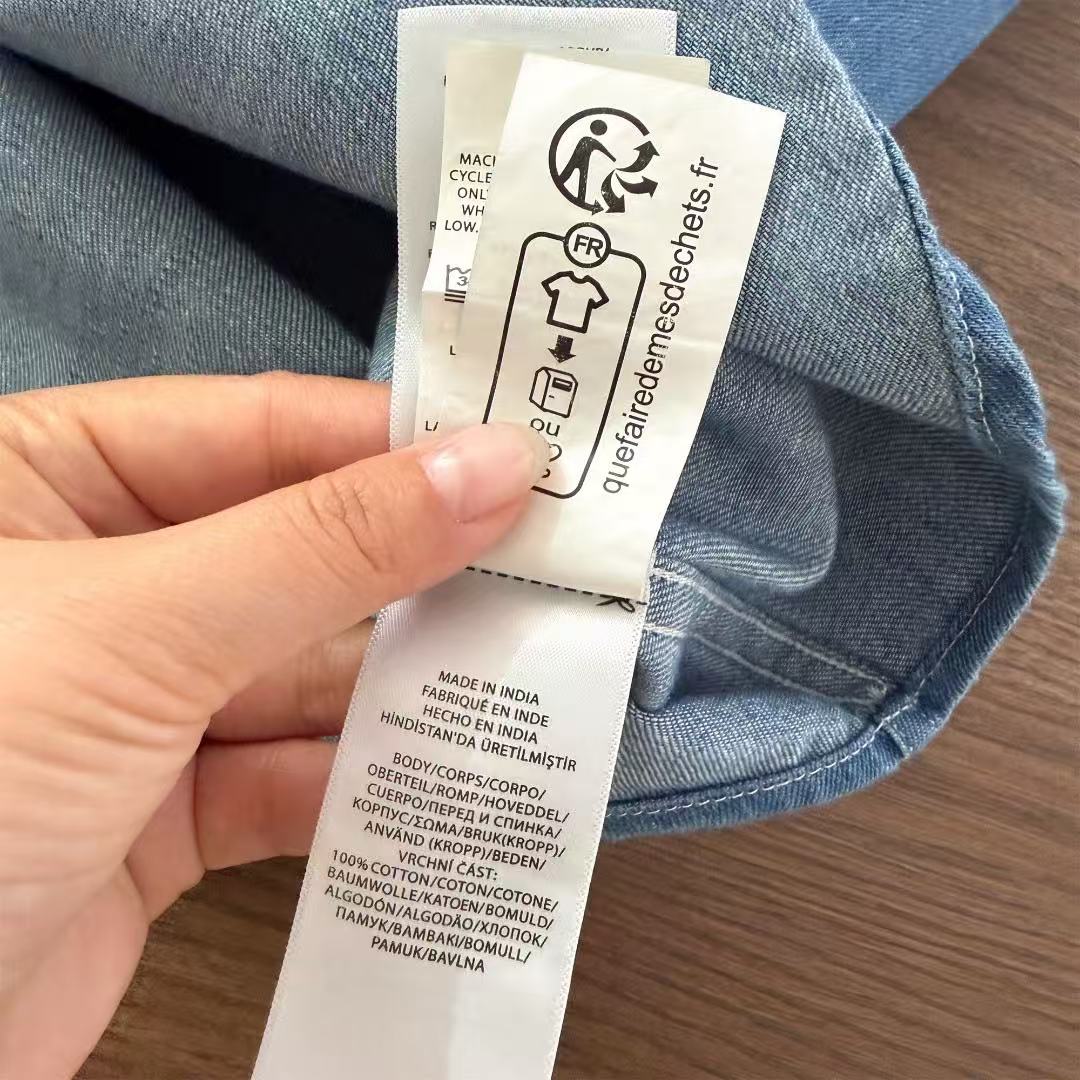 MACH
CYCLE
ONL
WH
LOW.
L
FR
OU
quefairedemesdechets.fr
MADE IN INDIA
FABRIQUÉ EN INDE
HECHO EN INDIA
HİNDİSTAN'DA ÜRETİLMİŞTİR
BODY/CORPS/CORPO/
OBERTEIL/ROMP/HOVEDDEL/
CUERPO/ПЕРЕД И СПИНКА/
КОРПУС/ΣΩΜΑ/BRUK(KROPP)/
ANVÄND (KROPP)/BEDEN/
VRCHNÍ ČÁST:
100% COTTON/COTON/COTONE/
BAUMWOLLE/KATOEN/BOMULD/
ALGODÓN/ALGODÃO/ХЛОПОК/
ПАМУК/BAMBAKI/BOMULL/
PAMUK/BAVLNA